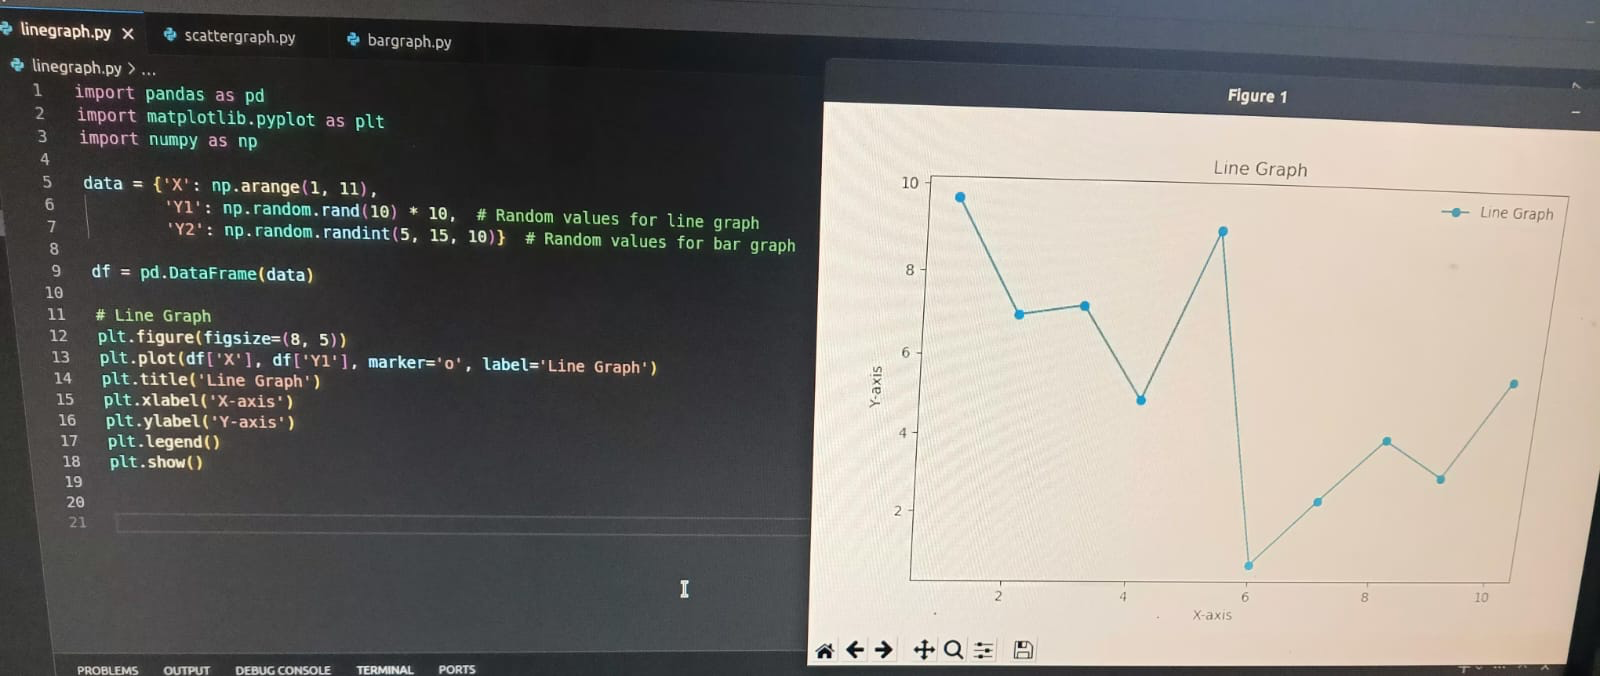 linegraph.py
scattergraph.py
bargraph.py
linegraph.py > ...
1 import pandas as pd
2 import matplotlib.pyplot as plt
3 import numpy as np
4
5 data = {'X': np.arange(1, 11),
6 'Y1': np.random.rand(10) * 10,  # Random values for line graph
7 'Y2': np.random.randint(5, 15, 10)}  # Random values for bar graph
8
9 df = pd.DataFrame(data)
10
11 # Line Graph
12 plt.figure(figsize=(8, 5))
13 plt.plot(df['X'], df['Y1'], marker='o', label='Line Graph')
14 plt.title('Line Graph')
15 plt.xlabel('X-axis')
16 plt.ylabel('Y-axis')
17 plt.legend()
18 plt.show()
19
20
21
PROBLEMS OUTPUT DEBUG CONSOLE TERMINAL PORTS
Figure 1
Line Graph
Line Graph
10
8
6
4
2
Y-axis
2 4 6 8 10
X-axis